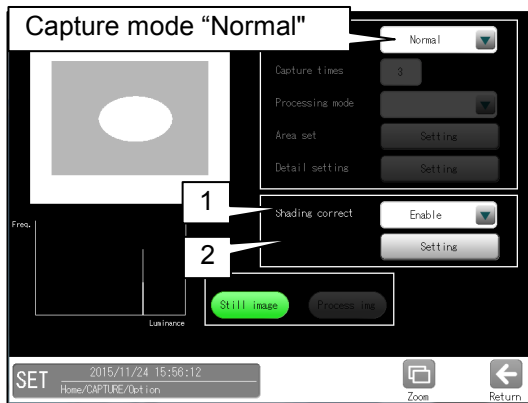 Capture mode “Normal"
Normal
Capture times
3
Processing mode
Area set
Setting
Detail setting
Setting
1
Shading correct
Enable
2
Setting
Freq.
Luminance
Still image
Process img
SET
2015/11/24 15:56:12
Home/CAPTURE/Option
Zoom
Return